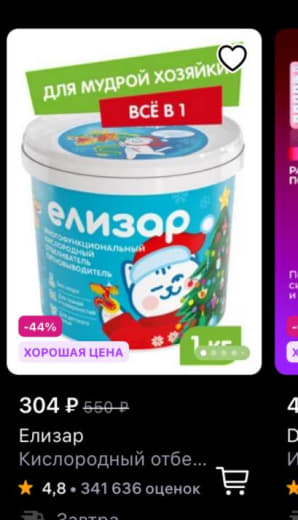 ДЛЯ МУДРОЙ ХОЗЯЙКИ
ВСЁ В 1
елизар
МНОГОФУНКЦИОНАЛЬНЫЙ
КИСЛОРОДНЫЙ
ОТБЕЛИВАТЕЛЬ
ПЯТНОВЫВОДИТЕЛЬ
1 КГ
-44%
ХОРОШАЯ ЦЕНА
304 ₽ 550 ₽
Елизар
Кислородный отбе...
4,8 • 341 636 оценок
Завтра